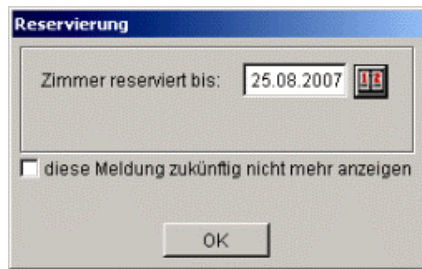 Reservierung
Zimmer reserviert bis: 25.08.2007
diese Meldung zukünftig nicht mehr anzeigen
OK